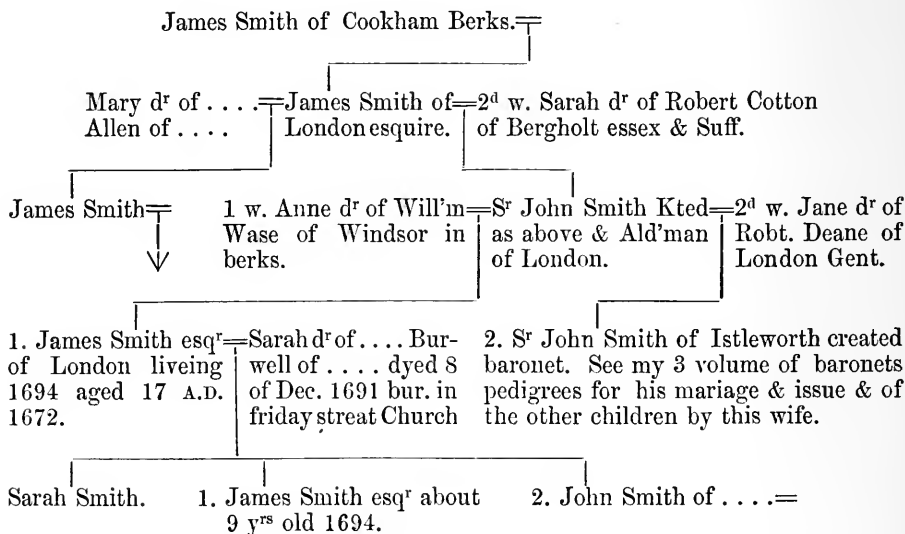 James Smith of Cookham Berks.
Mary dʳ of . . . .
Allen of . . . .
James Smith of
London esquire.
2ᵈ w. Sarah dʳ of Robert Cotton
of Bergholt essex & Suff.
James Smith
1 w. Anne dʳ of Will'm
Wase of Windsor in
berks.
Sʳ John Smith Kted
as above & Ald'man
of London.
2ᵈ w. Jane dʳ of
Robt. Deane of
London Gent.
1. James Smith esqʳ
of London liveing
1694 aged 17 A.D.
1672.
Sarah dʳ of . . . . Bur-
well of . . . . dyed 8
of Dec. 1691 bur. in
friday streat Church
2. Sʳ John Smith of Istleworth created
baronet. See my 3 volume of baronets
pedigrees for his mariage & issue & of
the other children by this wife.
Sarah Smith.
1. James Smith esqʳ about
9 yʳˢ old 1694.
2. John Smith of . . . .=